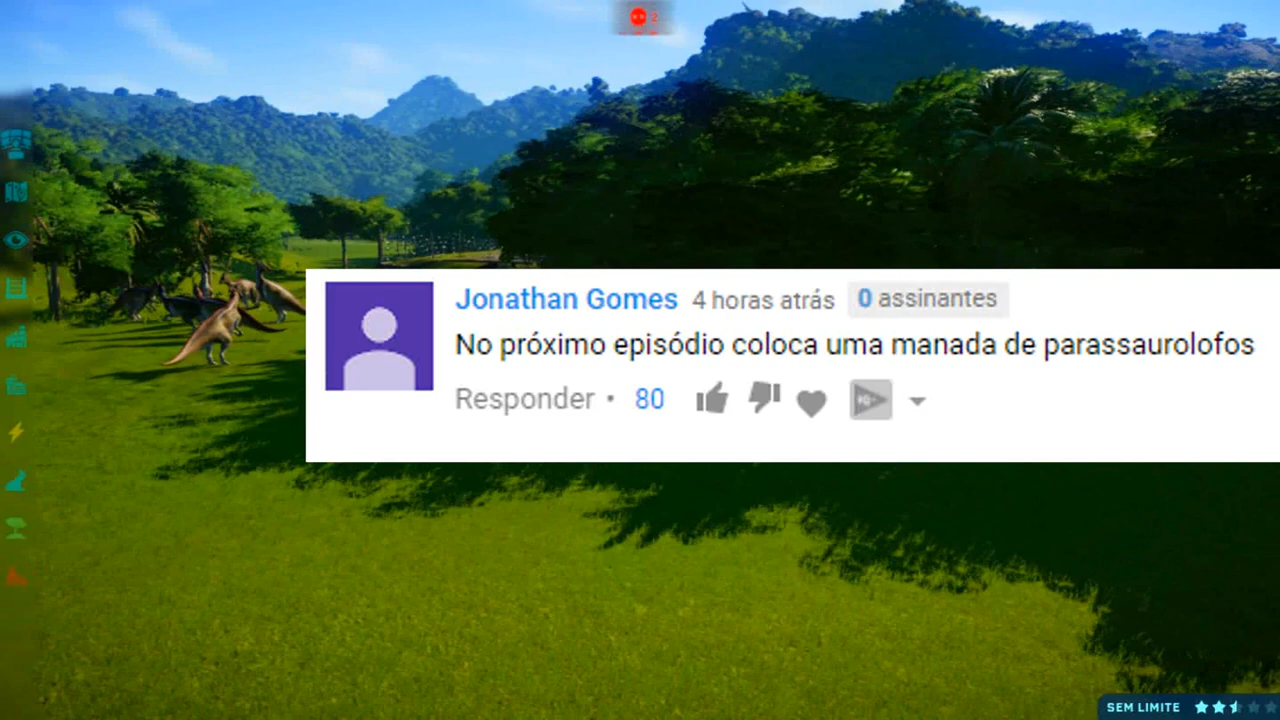 2
Jonathan Gomes 4 horas atrás 0 assinantes
No próximo episódio coloca uma manada de parassaurolofos
Responder • 80
SEM LIMITE